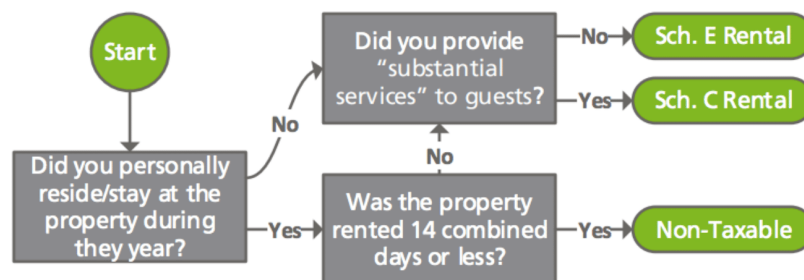 Start
Did you personally
reside/stay at the
property during
they year?
No
Yes
Did you provide
“substantial
services” to guests?
No
Sch. E Rental
Yes
Sch. C Rental
No
Was the property
rented 14 combined
days or less?
Yes
Non-Taxable